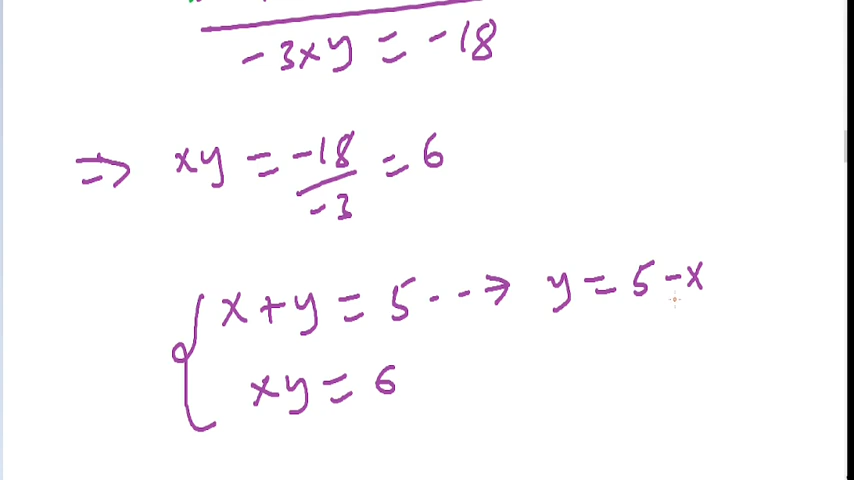 -3xy = -18
⇒ xy = -18/-3 = 6
x+y = 5 --→ y = 5-x
xy = 6